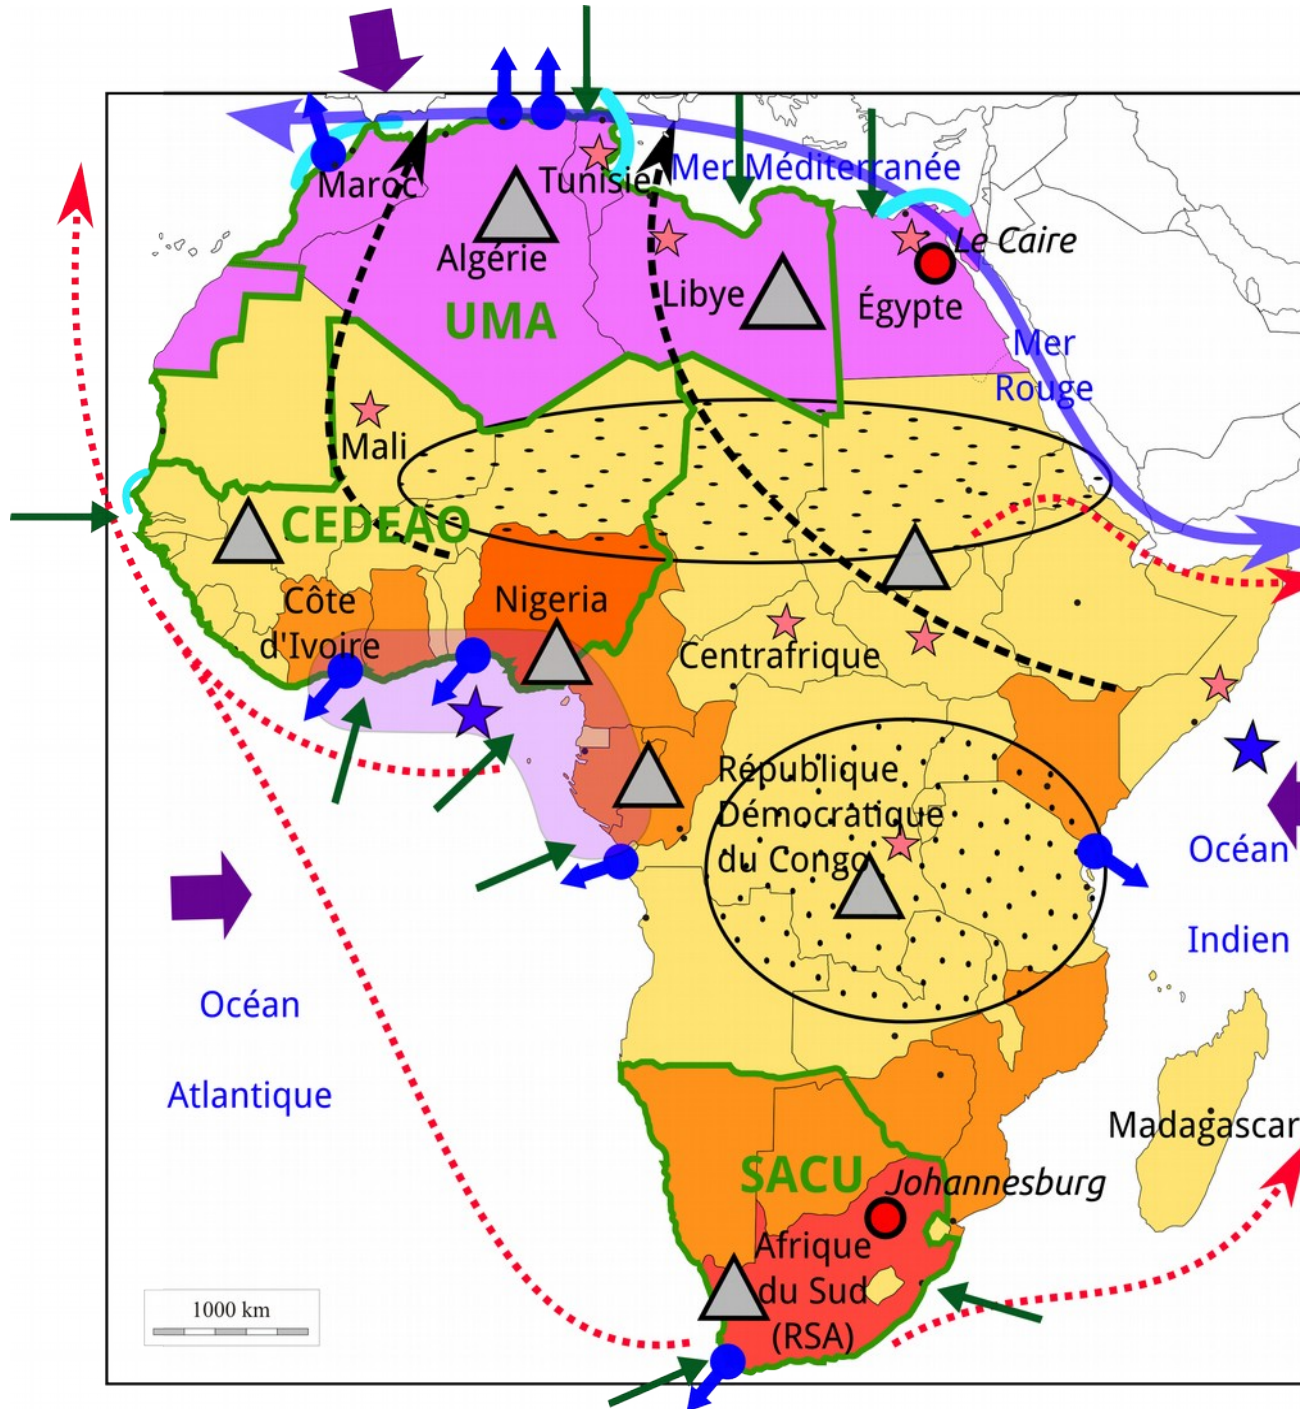 Mer Méditerranée
Maroc
Tunisie
Le Caire
Algérie
Libye
Égypte
UMA
Mer
Rouge
Mali
CEDEAO
Côte
d'Ivoire
Nigeria
Centrafrique
République
Démocratique
du Congo
Océan
Indien
Océan
Atlantique
Madagascar
SACU
Johannesburg
Afrique
du Sud
(RSA)
1000 km